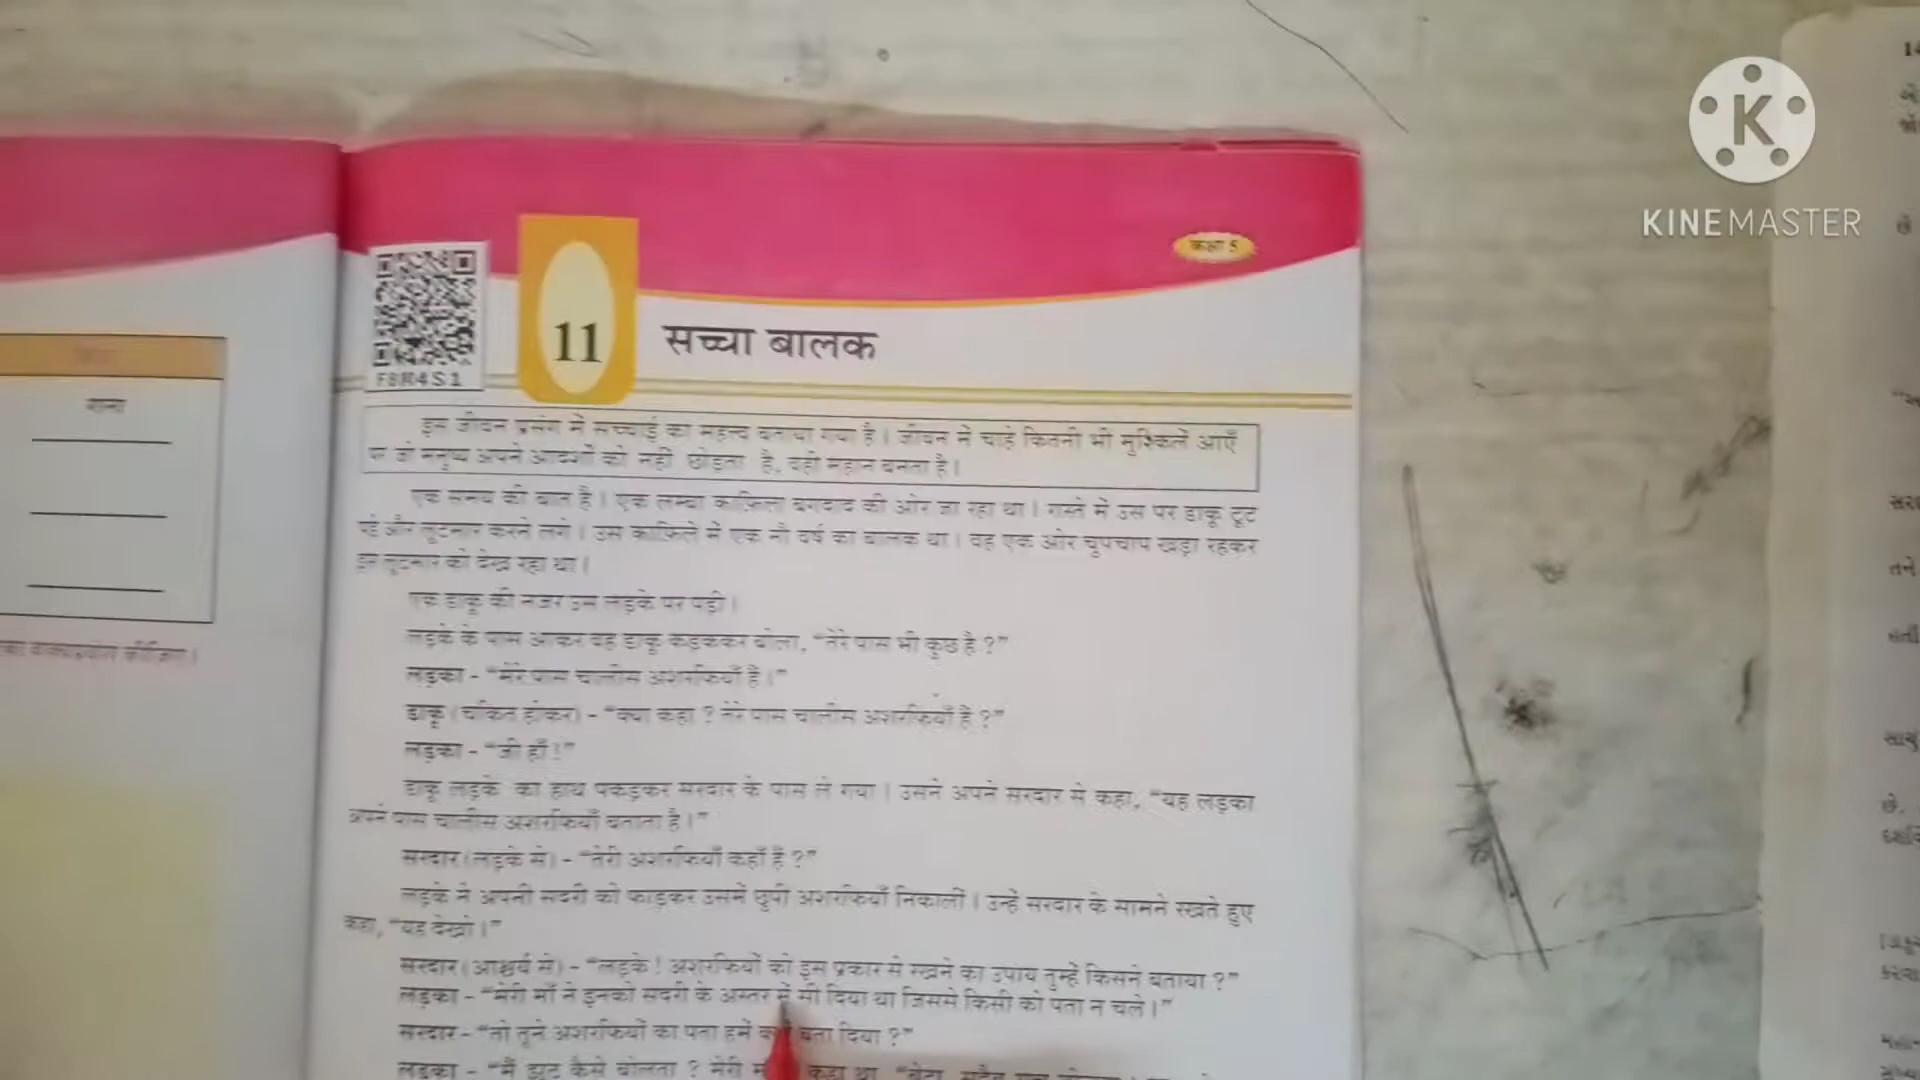 KINEMASTER
कक्षा 5
F8M4S1
11
सच्चा बालक
गाना
इस जीवन प्रसंग में सच्चाई का महत्त्व बताया गया है। जीवन में चाहे कितनी भी मुश्किलें आएँ
पर जो मनुष्य अपने आदर्शों को नहीं छोड़ता है, वही महान बनता है।
एक समय की बात है। एक लम्बा काफ़िला बगदाद की ओर जा रहा था। रास्ते में उस पर डाकू टूट
पड़े और लूटमार करने लगे। उस काफ़िले में एक नौ वर्ष का बालक था। वह एक ओर चुपचाप खड़ा रहकर
इस लूटमार को देख रहा था।
एक डाकू की नजर उस लड़के पर पड़ी।
लड़के के पास आकर वह डाकू कड़ककर बोला, “तेरे पास भी कुछ है?”
लड़का - “मेरे पास चालीस अशरफियाँ हैं।”
डाकू (चकित होकर) - “क्या कहा? तेरे पास चालीस अशरफियाँ हैं?”
लड़का - “जी हाँ!”
डाकू लड़के का हाथ पकड़कर सरदार के पास ले गया। उसने अपने सरदार से कहा, “यह लड़का
अपने पास चालीस अशरफियाँ बताता है।”
सरदार (लड़के से) - “तेरी अशरफियाँ कहाँ हैं?”
लड़के ने अपनी सदरी को फाड़कर उसमें छुपी अशरफियाँ निकालीं। उन्हें सरदार के सामने रखते हुए
कहा, “यह देखो।”
सरदार (आश्चर्य से) - “लड़के! अशरफियों को इस प्रकार से रखने का उपाय तुम्हें किसने बताया?”
लड़का - “मेरी माँ ने इनको सदरी के अस्तर में सी दिया था जिससे किसी को पता न चले।”
सरदार - “तो तूने अशरफियों का पता हमें क्यों बता दिया?”
लड़का - “मैं झूठ कैसे बोलता? मेरी कहा था